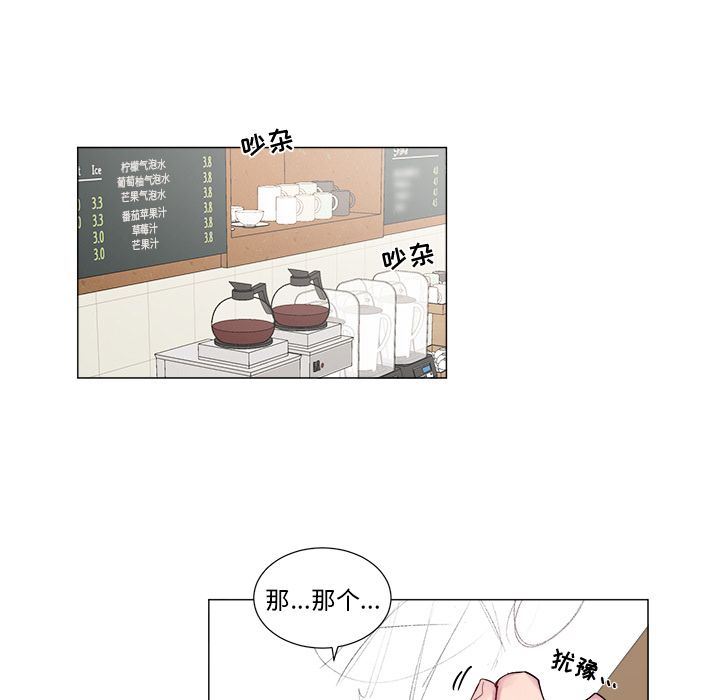 吵杂
Ice
柠檬气泡水 3.8
葡萄柚气泡水 3.8
芒果气泡水 3.8
3.3
番茄苹果汁 3.8
3.3
草莓汁 3.8
3.0
芒果汁 3.8
3.0
吵杂
那…那个…
犹豫…